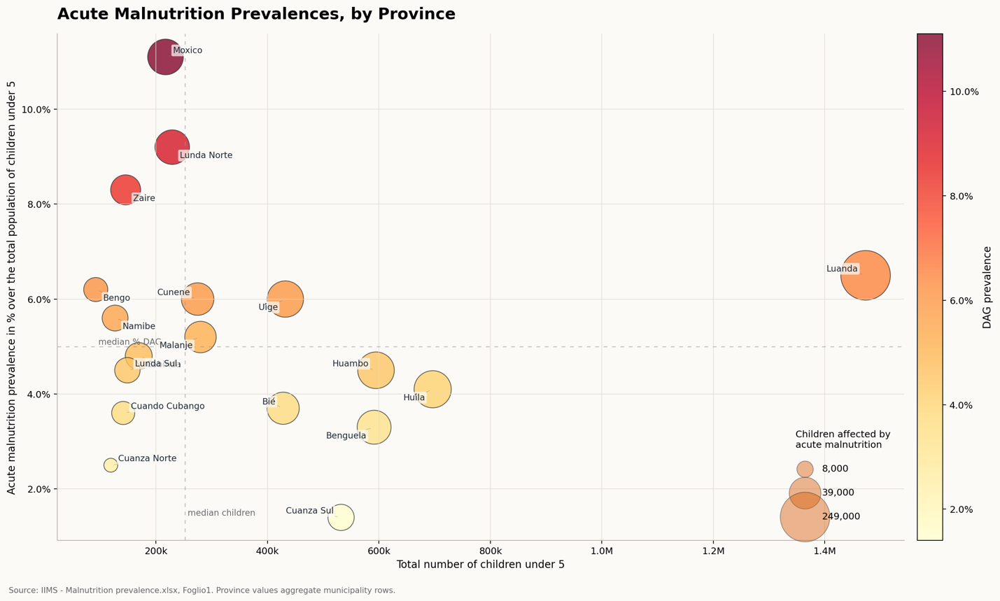 Acute Malnutrition Prevalences, by Province
Acute malnutrition prevalence in % over the total population of children under 5
10.0%
8.0%
6.0%
4.0%
2.0%
Moxico
Lunda Norte
Zaire
Luanda
Bengo
Cunene
Uíge
Namibe
median % DAG
Malanje
Lunda Sul
Huambo
Huíla
Bié
Cuando Cubango
Benguela
Cuanza Norte
Cuanza Sul
median children
Children affected by
acute malnutrition
8,000
39,000
249,000
200k
400k
600k
800k
1.0M
1.2M
1.4M
Total number of children under 5
10.0%
8.0%
6.0%
4.0%
2.0%
DAG prevalence
Source: IIMS - Malnutrition prevalence.xlsx, Foglio1. Province values aggregate municipality rows.